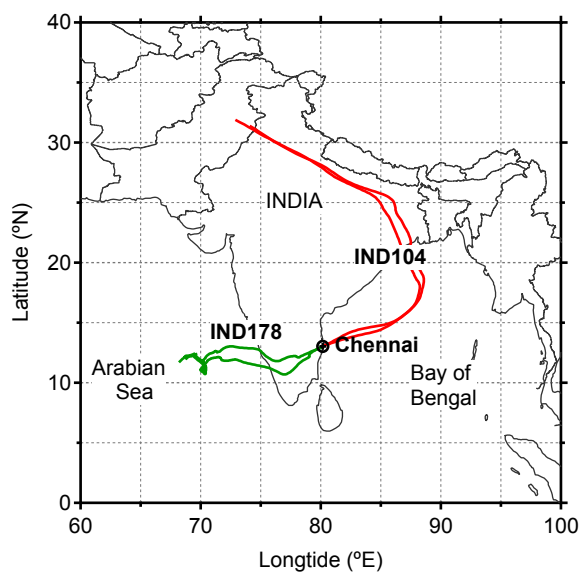 40
30
20
10
0
Latitude (ºN)
INDIA
IND104
IND178
Chennai
Arabian
Sea
Bay of
Bengal
60
70
80
90
100
Longtide (ºE)